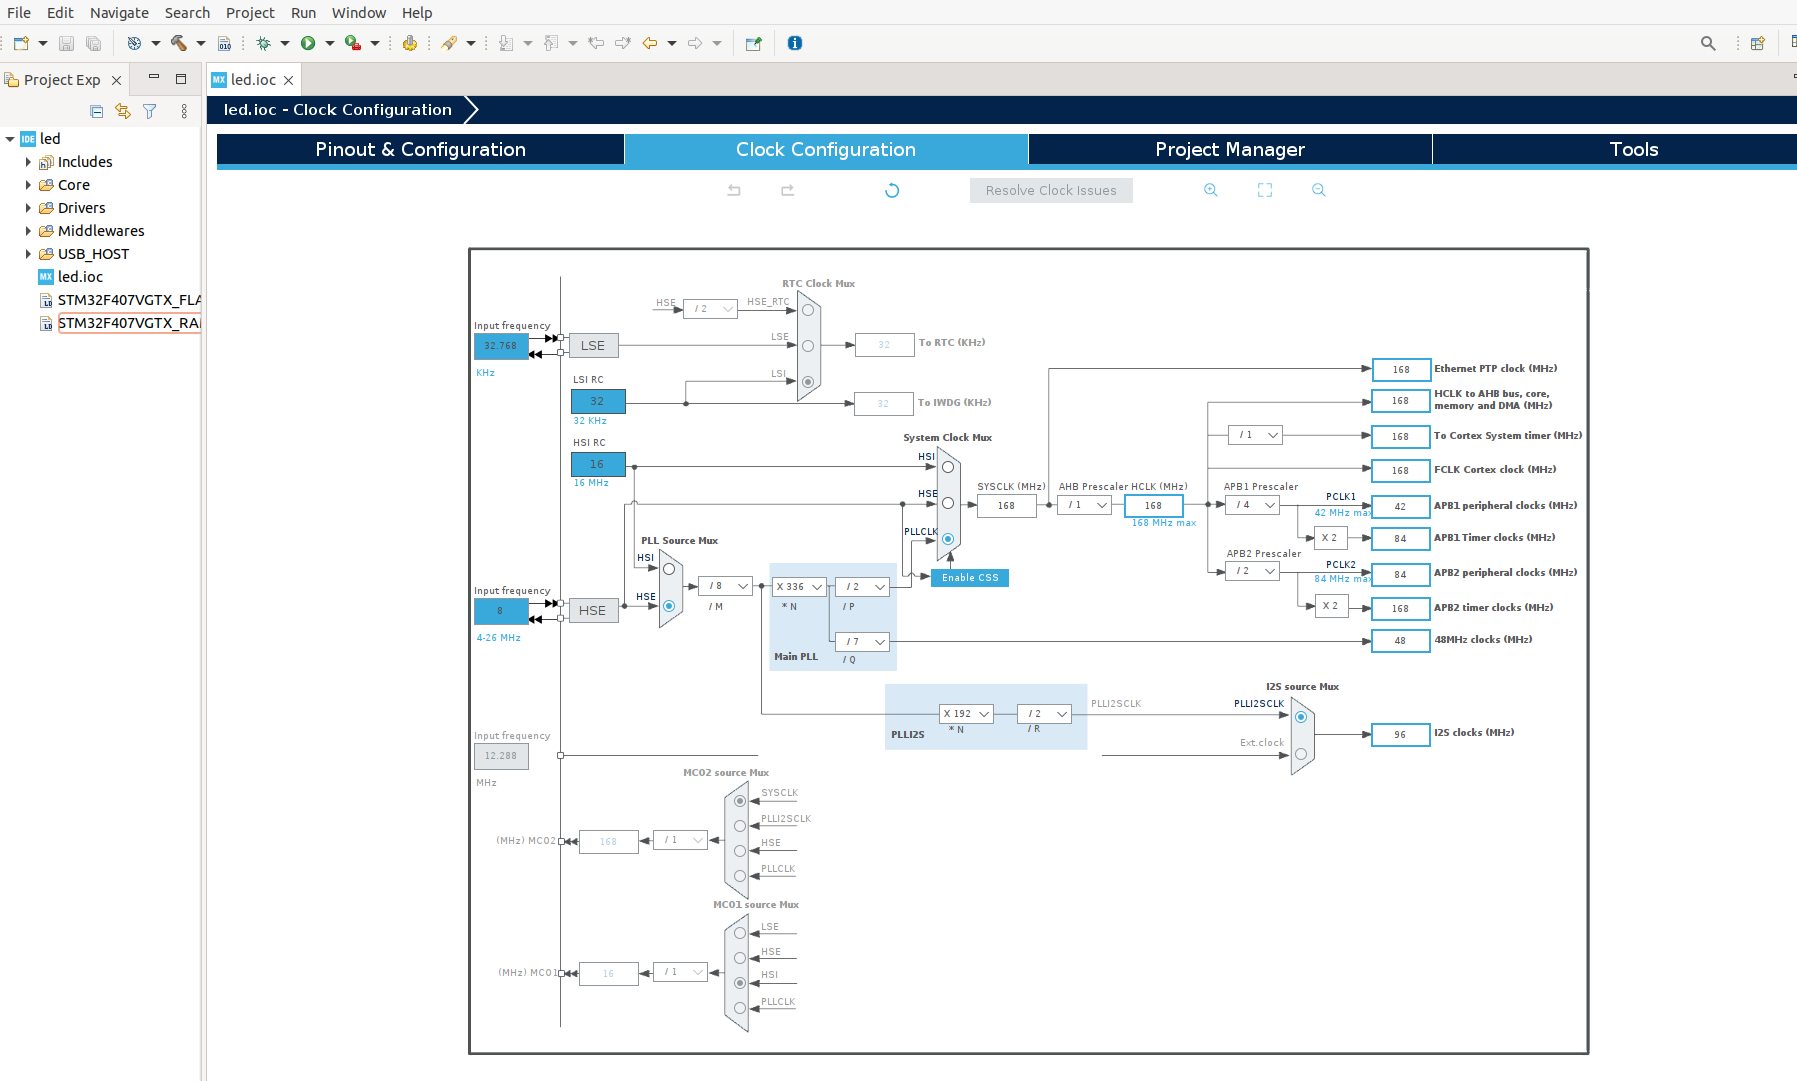 File Edit Navigate Search Project Run Window Help
Project Exp
led.ioc
led.ioc - Clock Configuration
Pinout & Configuration
Clock Configuration
Project Manager
Tools
Resolve Clock Issues
IDE led
Includes
Core
Drivers
Middlewares
USB_HOST
MX led.ioc
STM32F407VGTX_FLA
STM32F407VGTX_RA
RTC Clock Mux
HSE
/ 2
HSE_RTC
Input frequency
32.768
KHz
LSE
LSE
32
To RTC (KHz)
LSI
LSI RC
32
32 KHz
32
To IWDG (KHz)
HSI RC
16
16 MHz
System Clock Mux
HSI
HSE
PLLCLK
Enable CSS
SYSCLK (MHz)
168
AHB Prescaler
/ 1
HCLK (MHz)
168
168 MHz max
168
Ethernet PTP clock (MHz)
168
HCLK to AHB bus, core,
memory and DMA (MHz)
/ 1
168
To Cortex System timer (MHz)
168
FCLK Cortex clock (MHz)
APB1 Prescaler
/ 4
PCLK1
42 MHz max
42
APB1 peripheral clocks (MHz)
X 2
84
APB1 Timer clocks (MHz)
APB2 Prescaler
/ 2
PCLK2
84 MHz max
84
APB2 peripheral clocks (MHz)
X 2
168
APB2 timer clocks (MHz)
48
48MHz clocks (MHz)
PLL Source Mux
HSI
HSE
Input frequency
8
4-26 MHz
HSE
/ 8
/ M
X 336
* N
/ 2
/ P
/ 7
/ Q
Main PLL
X 192
* N
/ 2
/ R
PLLI2S
PLLI2SCLK
I2S source Mux
PLLI2SCLK
Ext.clock
96
I2S clocks (MHz)
Input frequency
12.288
MHz
MCO2 source Mux
SYSCLK
PLLI2SCLK
HSE
PLLCLK
(MHz) MCO2
168
/ 1
MCO1 source Mux
LSE
HSE
HSI
PLLCLK
(MHz) MCO1
16
/ 1